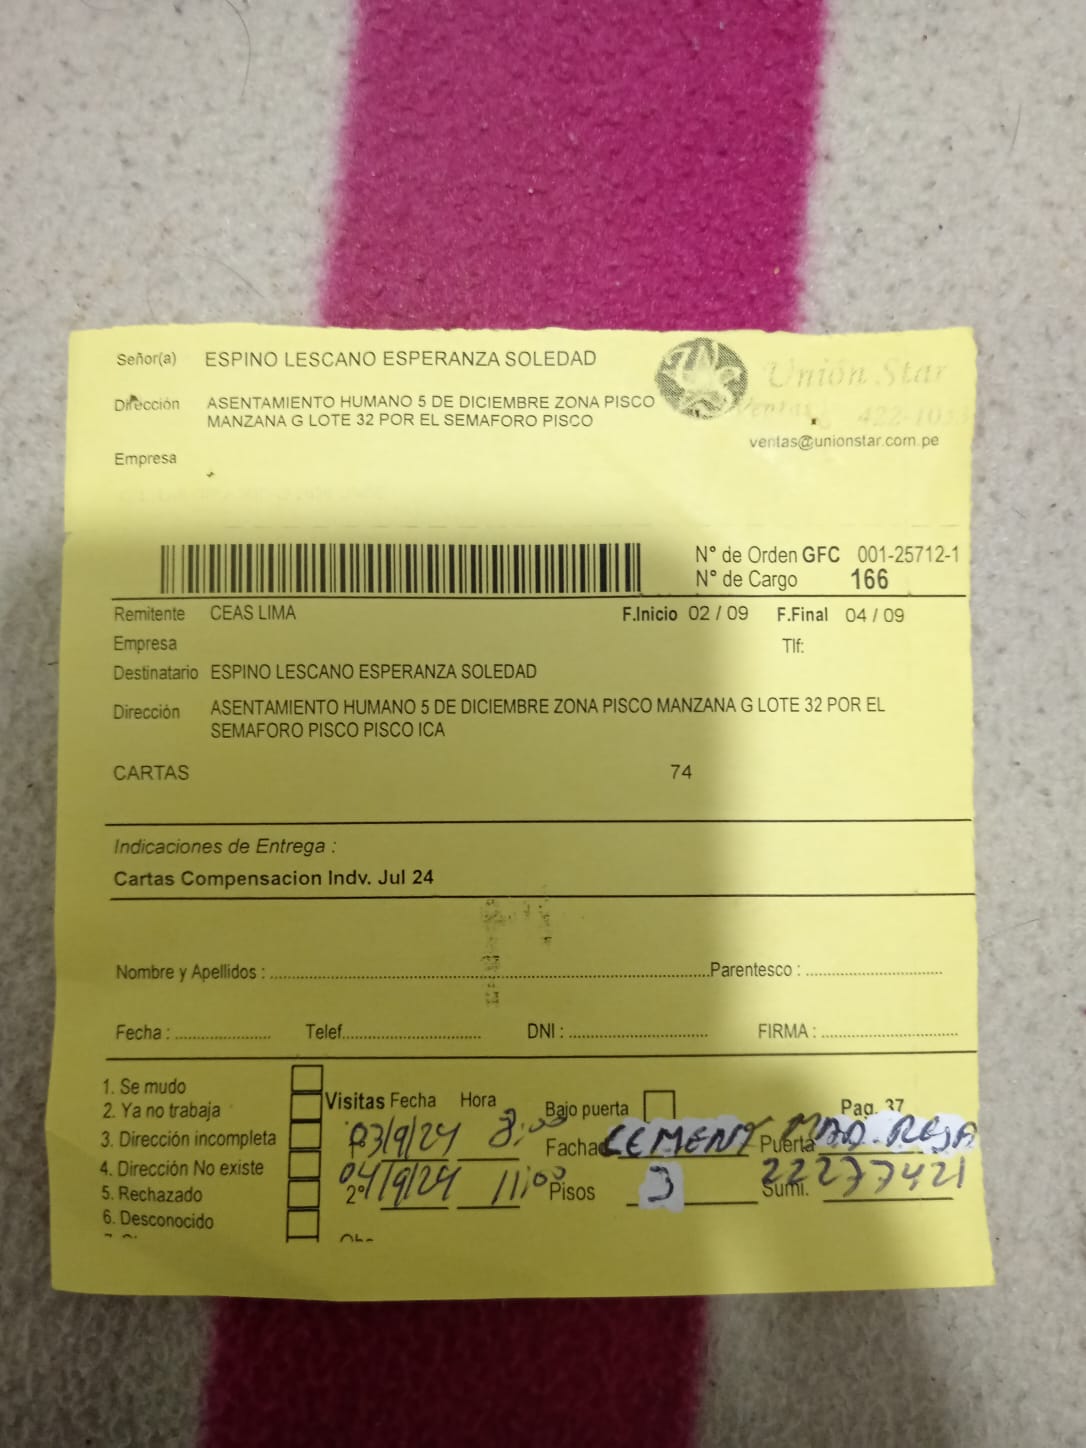 Señor(a) ESPINO LESCANO ESPERANZA SOLEDAD
Unión Star
Dirección ASENTAMIENTO HUMANO 5 DE DICIEMBRE ZONA PISCO
MANZANA G LOTE 32 POR EL SEMAFORO PISCO
Ventas
ventas@unionstar.com.pe
Empresa
N° de Orden GFC 001-25712-1
N° de Cargo 166
Remitente CEAS LIMA F.Inicio 02 / 09 F.Final 04 / 09
Empresa Tlf:
Destinatario ESPINO LESCANO ESPERANZA SOLEDAD
Dirección ASENTAMIENTO HUMANO 5 DE DICIEMBRE ZONA PISCO MANZANA G LOTE 32 POR EL
SEMAFORO PISCO PISCO ICA
CARTAS 74
Indicaciones de Entrega :
Cartas Compensacion Indv. Jul 24
Nombre y Apellidos : Parentesco :
Fecha : Telef. DNI : FIRMA :
1. Se mudo
2. Ya no trabaja
3. Dirección incompleta
4. Dirección No existe
5. Rechazado
6. Desconocido
Visitas Fecha Hora Bajo puerta Pag. 37
03/9/24 8:00 Fachad CEMENT Puerta MAD. REJA
2° 04/9/24 11:00 Pisos 3 Sumi. 22277421